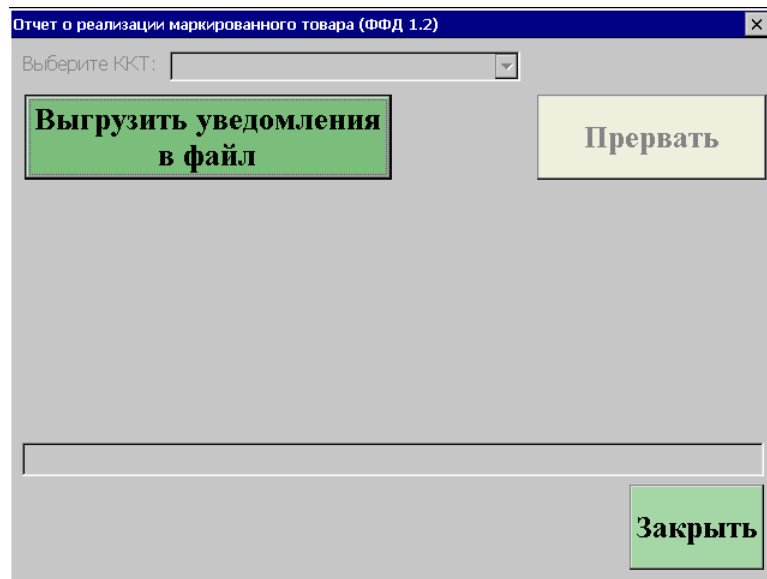 Отчет о реализации маркированного товара (ФФД 1.2)
Выберите ККТ:
Выгрузить уведомления
в файл
Прервать
Закрыть